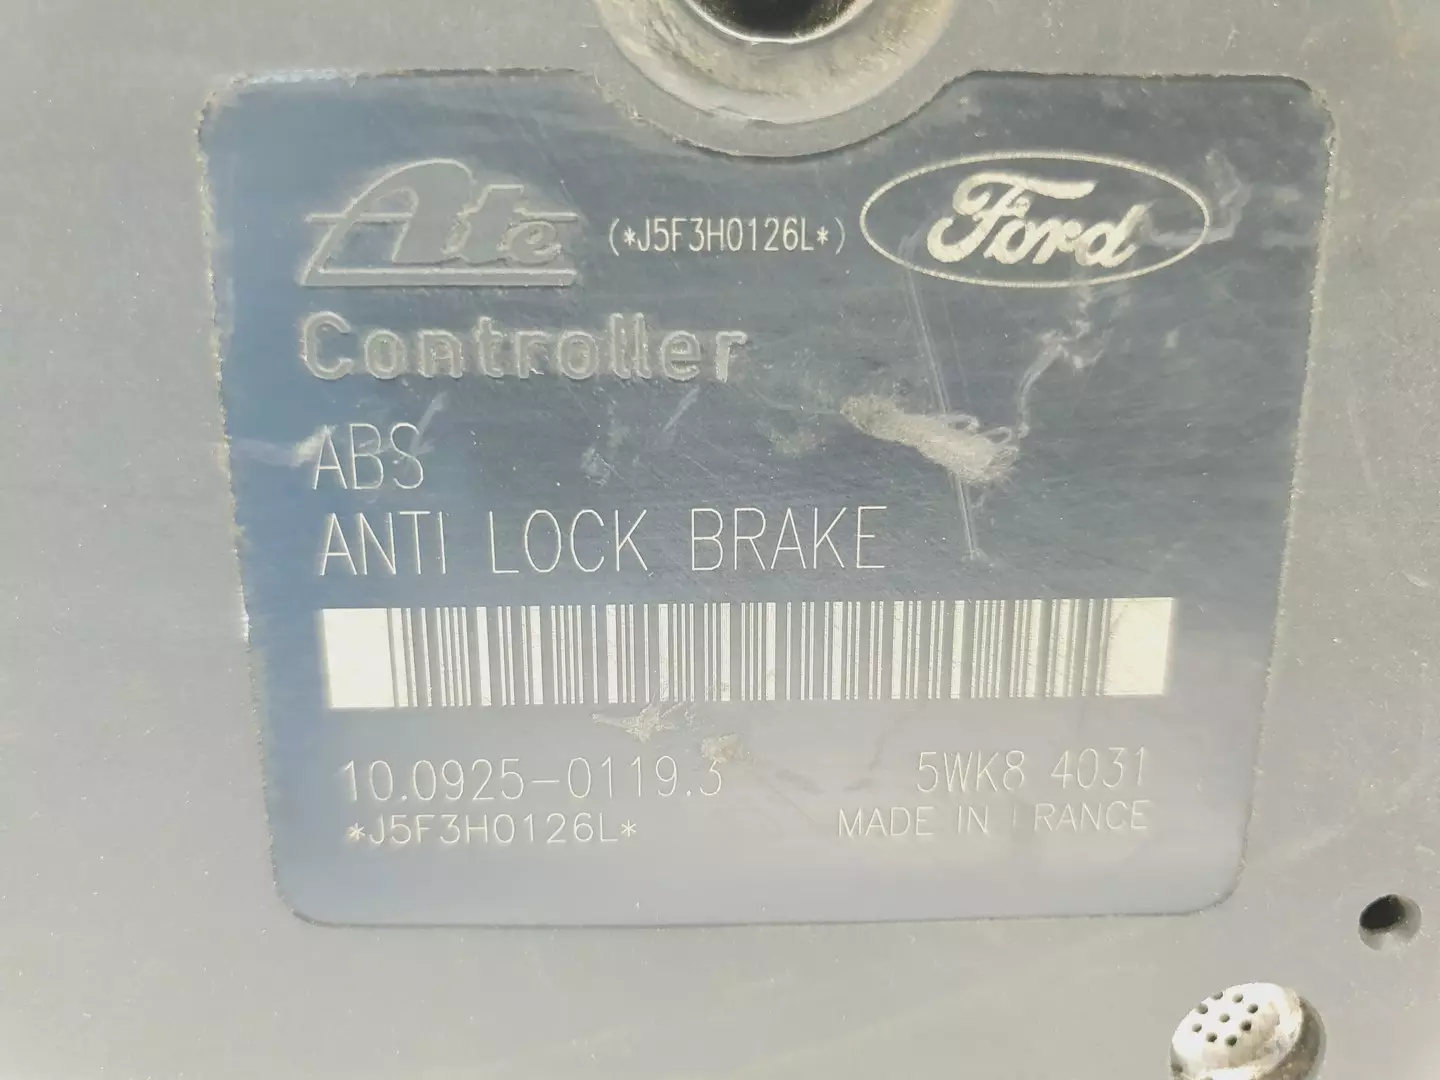 Ate (*J5F3H0126L*) Ford
Controller
ABS
ANTI LOCK BRAKE
10.0925-0119.3 5WK8 4031
*J5F3H0126L* MADE IN FRANCE